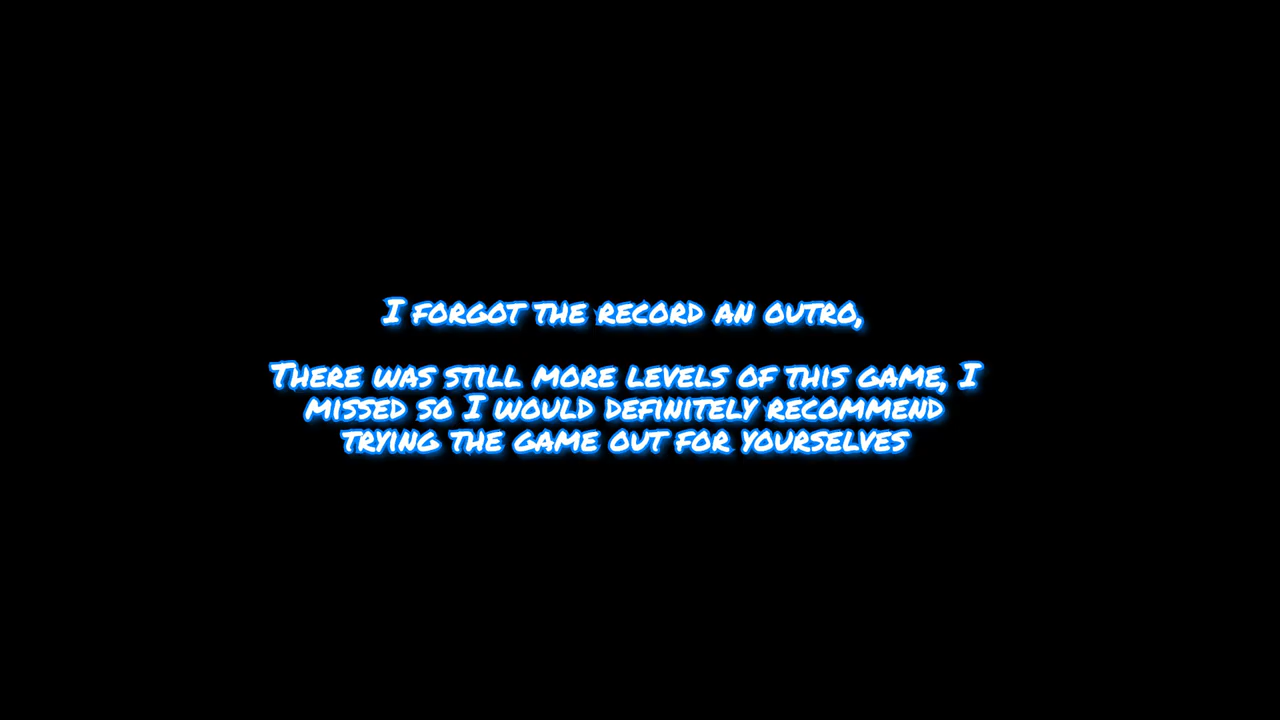 I forgot the record an outro,
There was still more levels of this game, I
missed so I would definitely recommend
trying the game out for yourselves